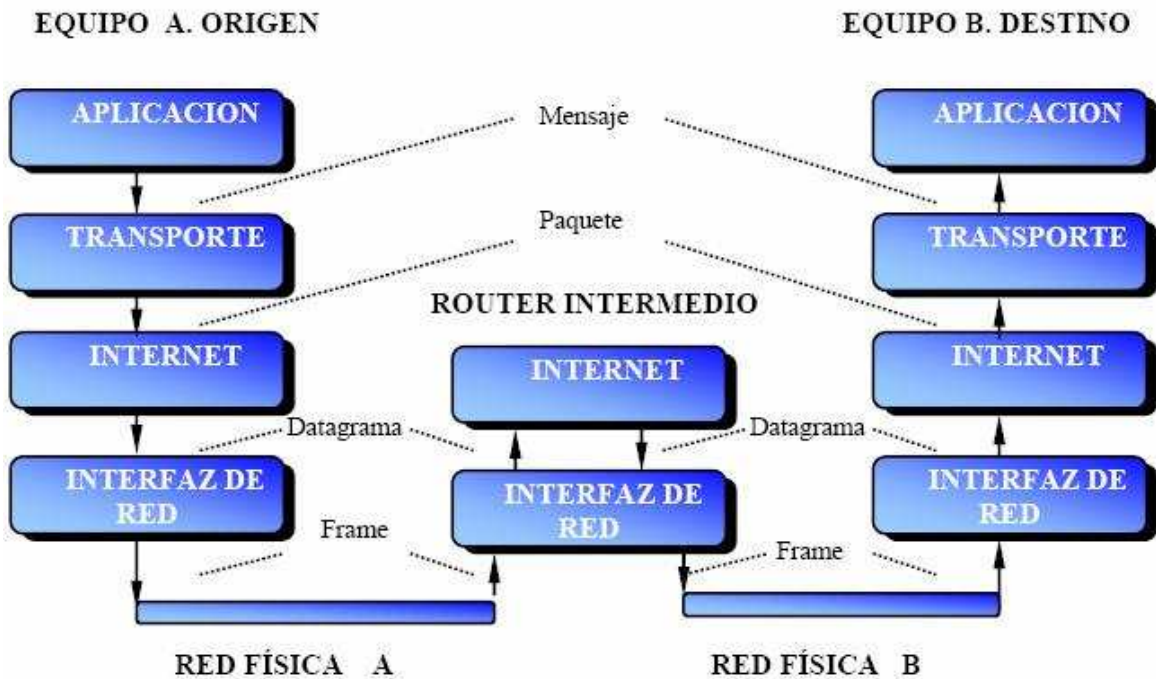 EQUIPO A. ORIGEN
EQUIPO B. DESTINO
APLICACION
Mensaje
APLICACION
TRANSPORTE
Paquete
TRANSPORTE
ROUTER INTERMEDIO
INTERNET
INTERNET
INTERNET
Datagrama
Datagrama
INTERFAZ DE
RED
INTERFAZ DE
RED
INTERFAZ DE
RED
Frame
Frame
RED FÍSICA A
RED FÍSICA B